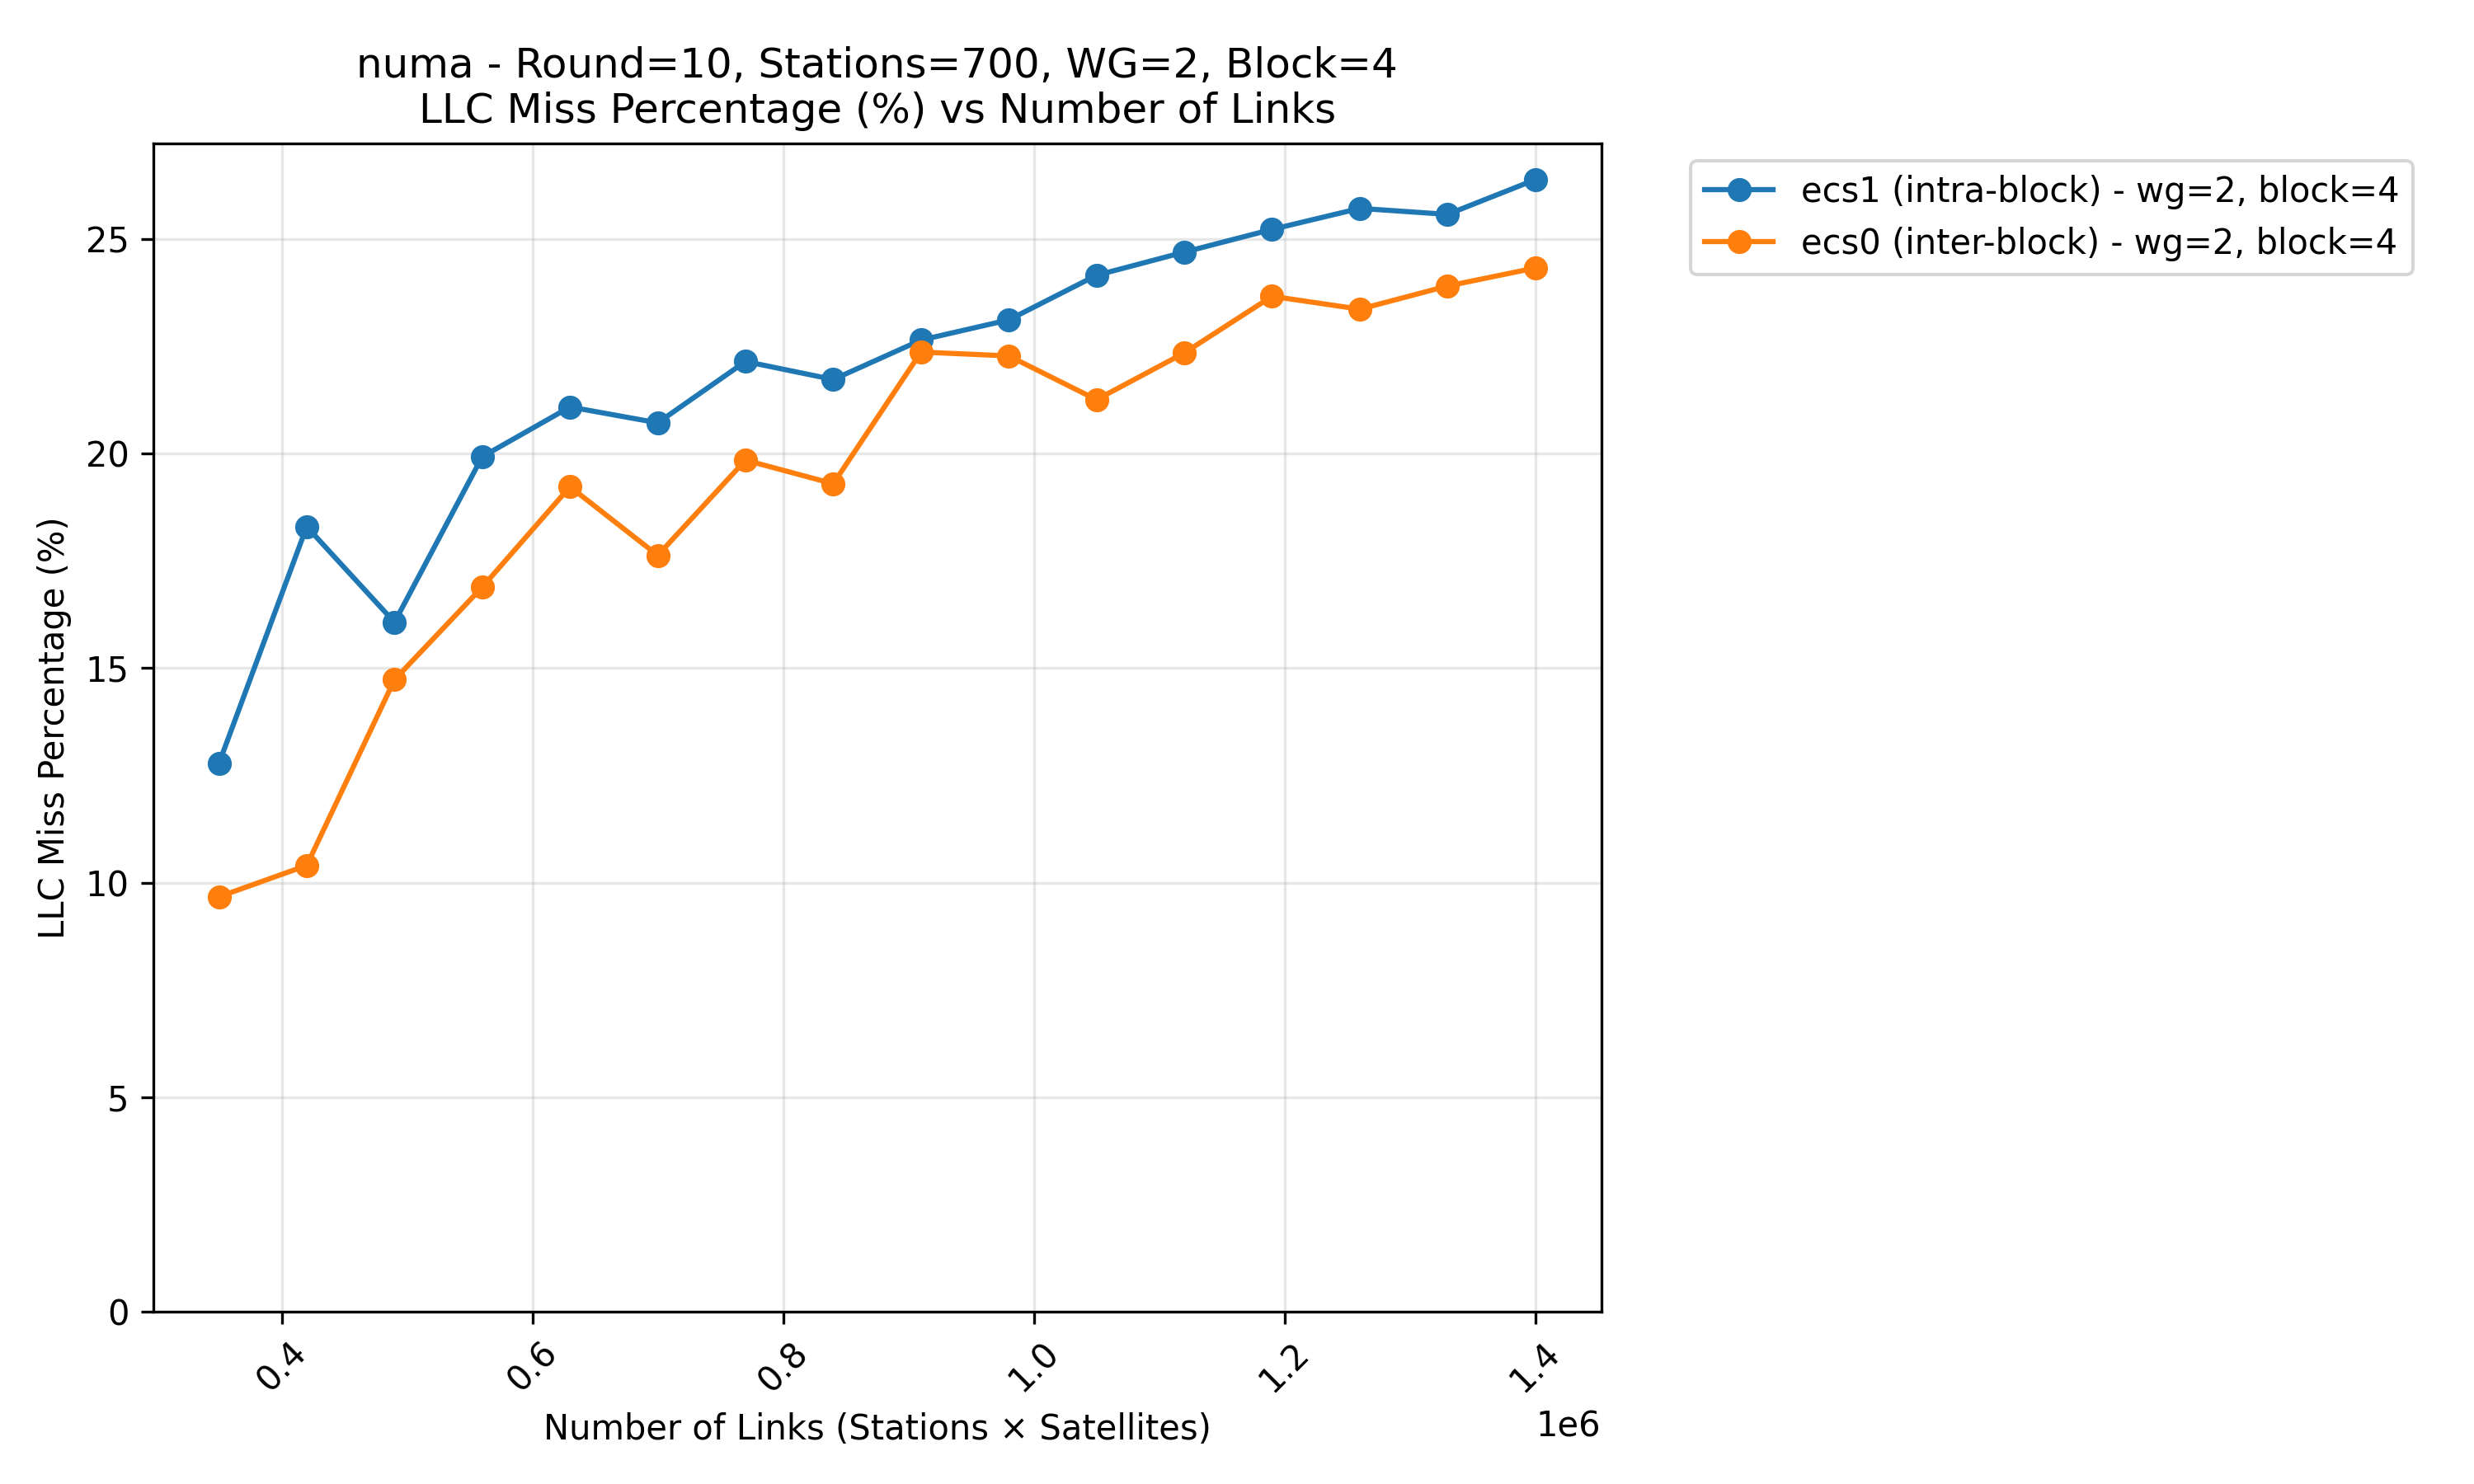 numa - Round=10, Stations=700, WG=2, Block=4
LLC Miss Percentage (%) vs Number of Links
ecs1 (intra-block) - wg=2, block=4
ecs0 (inter-block) - wg=2, block=4
LLC Miss Percentage (%)
25
20
15
10
5
0
0.4
0.6
0.8
1.0
1.2
1.4
1e6
Number of Links (Stations × Satellites)